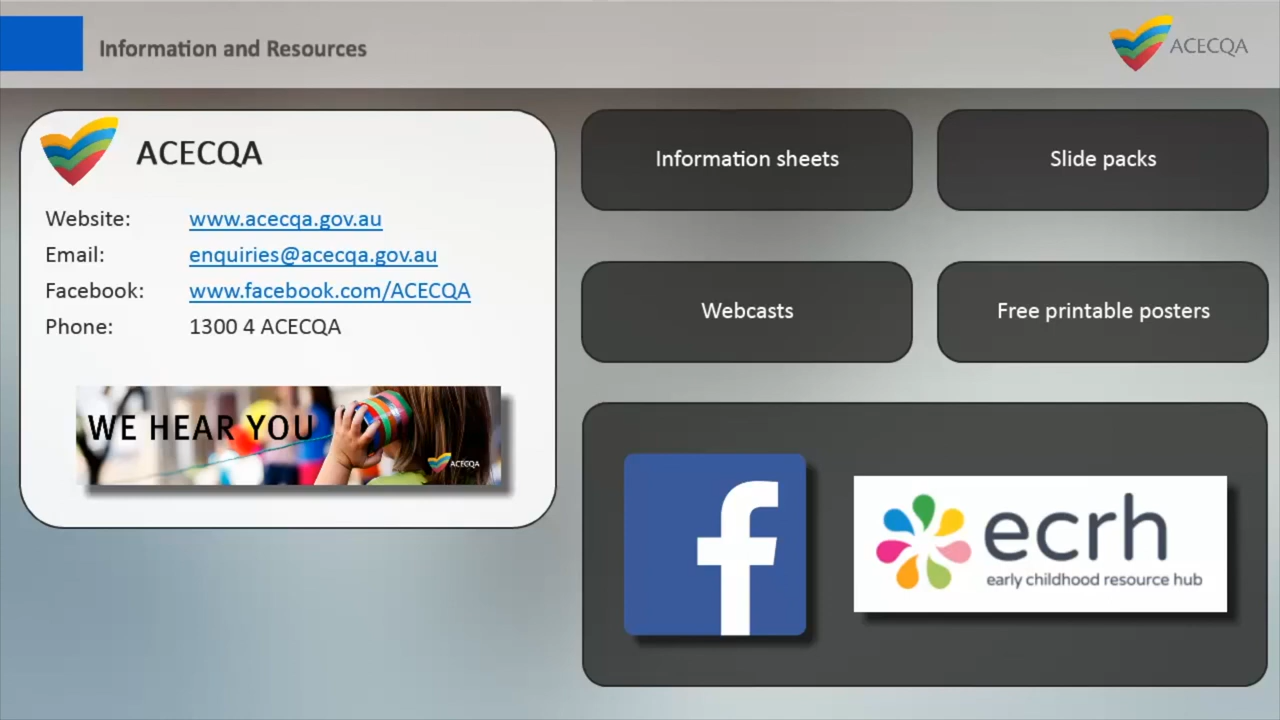 Information and Resources
ACECQA
ACECQA
Website: www.acecqa.gov.au
Email: enquiries@acecqa.gov.au
Facebook: www.facebook.com/ACECQA
Phone: 1300 4 ACECQA
WE HEAR YOU
ACECQA
Information sheets
Slide packs
Webcasts
Free printable posters
f
ecrh
early childhood resource hub